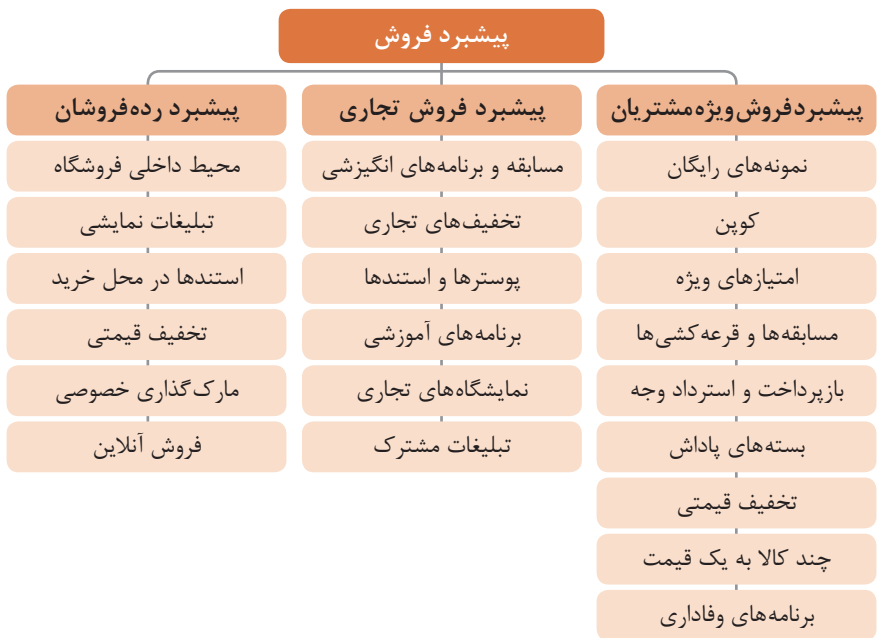 پیشبرد فروش
پیشبردفروش‌ویژه‌مشتریان
نمونه‌های رایگان
کوپن
امتیازهای ویژه
مسابقه‌ها و قرعه‌کشی‌ها
بازپرداخت و استرداد وجه
بسته‌های پاداش
تخفیف قیمتی
چند کالا به یک قیمت
برنامه‌های وفاداری
پیشبرد فروش تجاری
مسابقه و برنامه‌های انگیزشی
تخفیف‌های تجاری
پوسترها و استندها
برنامه‌های آموزشی
نمایشگاه‌های تجاری
تبلیغات مشترک
پیشبرد رده‌فروشان
محیط داخلی فروشگاه
تبلیغات نمایشی
استندها در محل خرید
تخفیف قیمتی
مارک‌گذاری خصوصی
فروش آنلاین